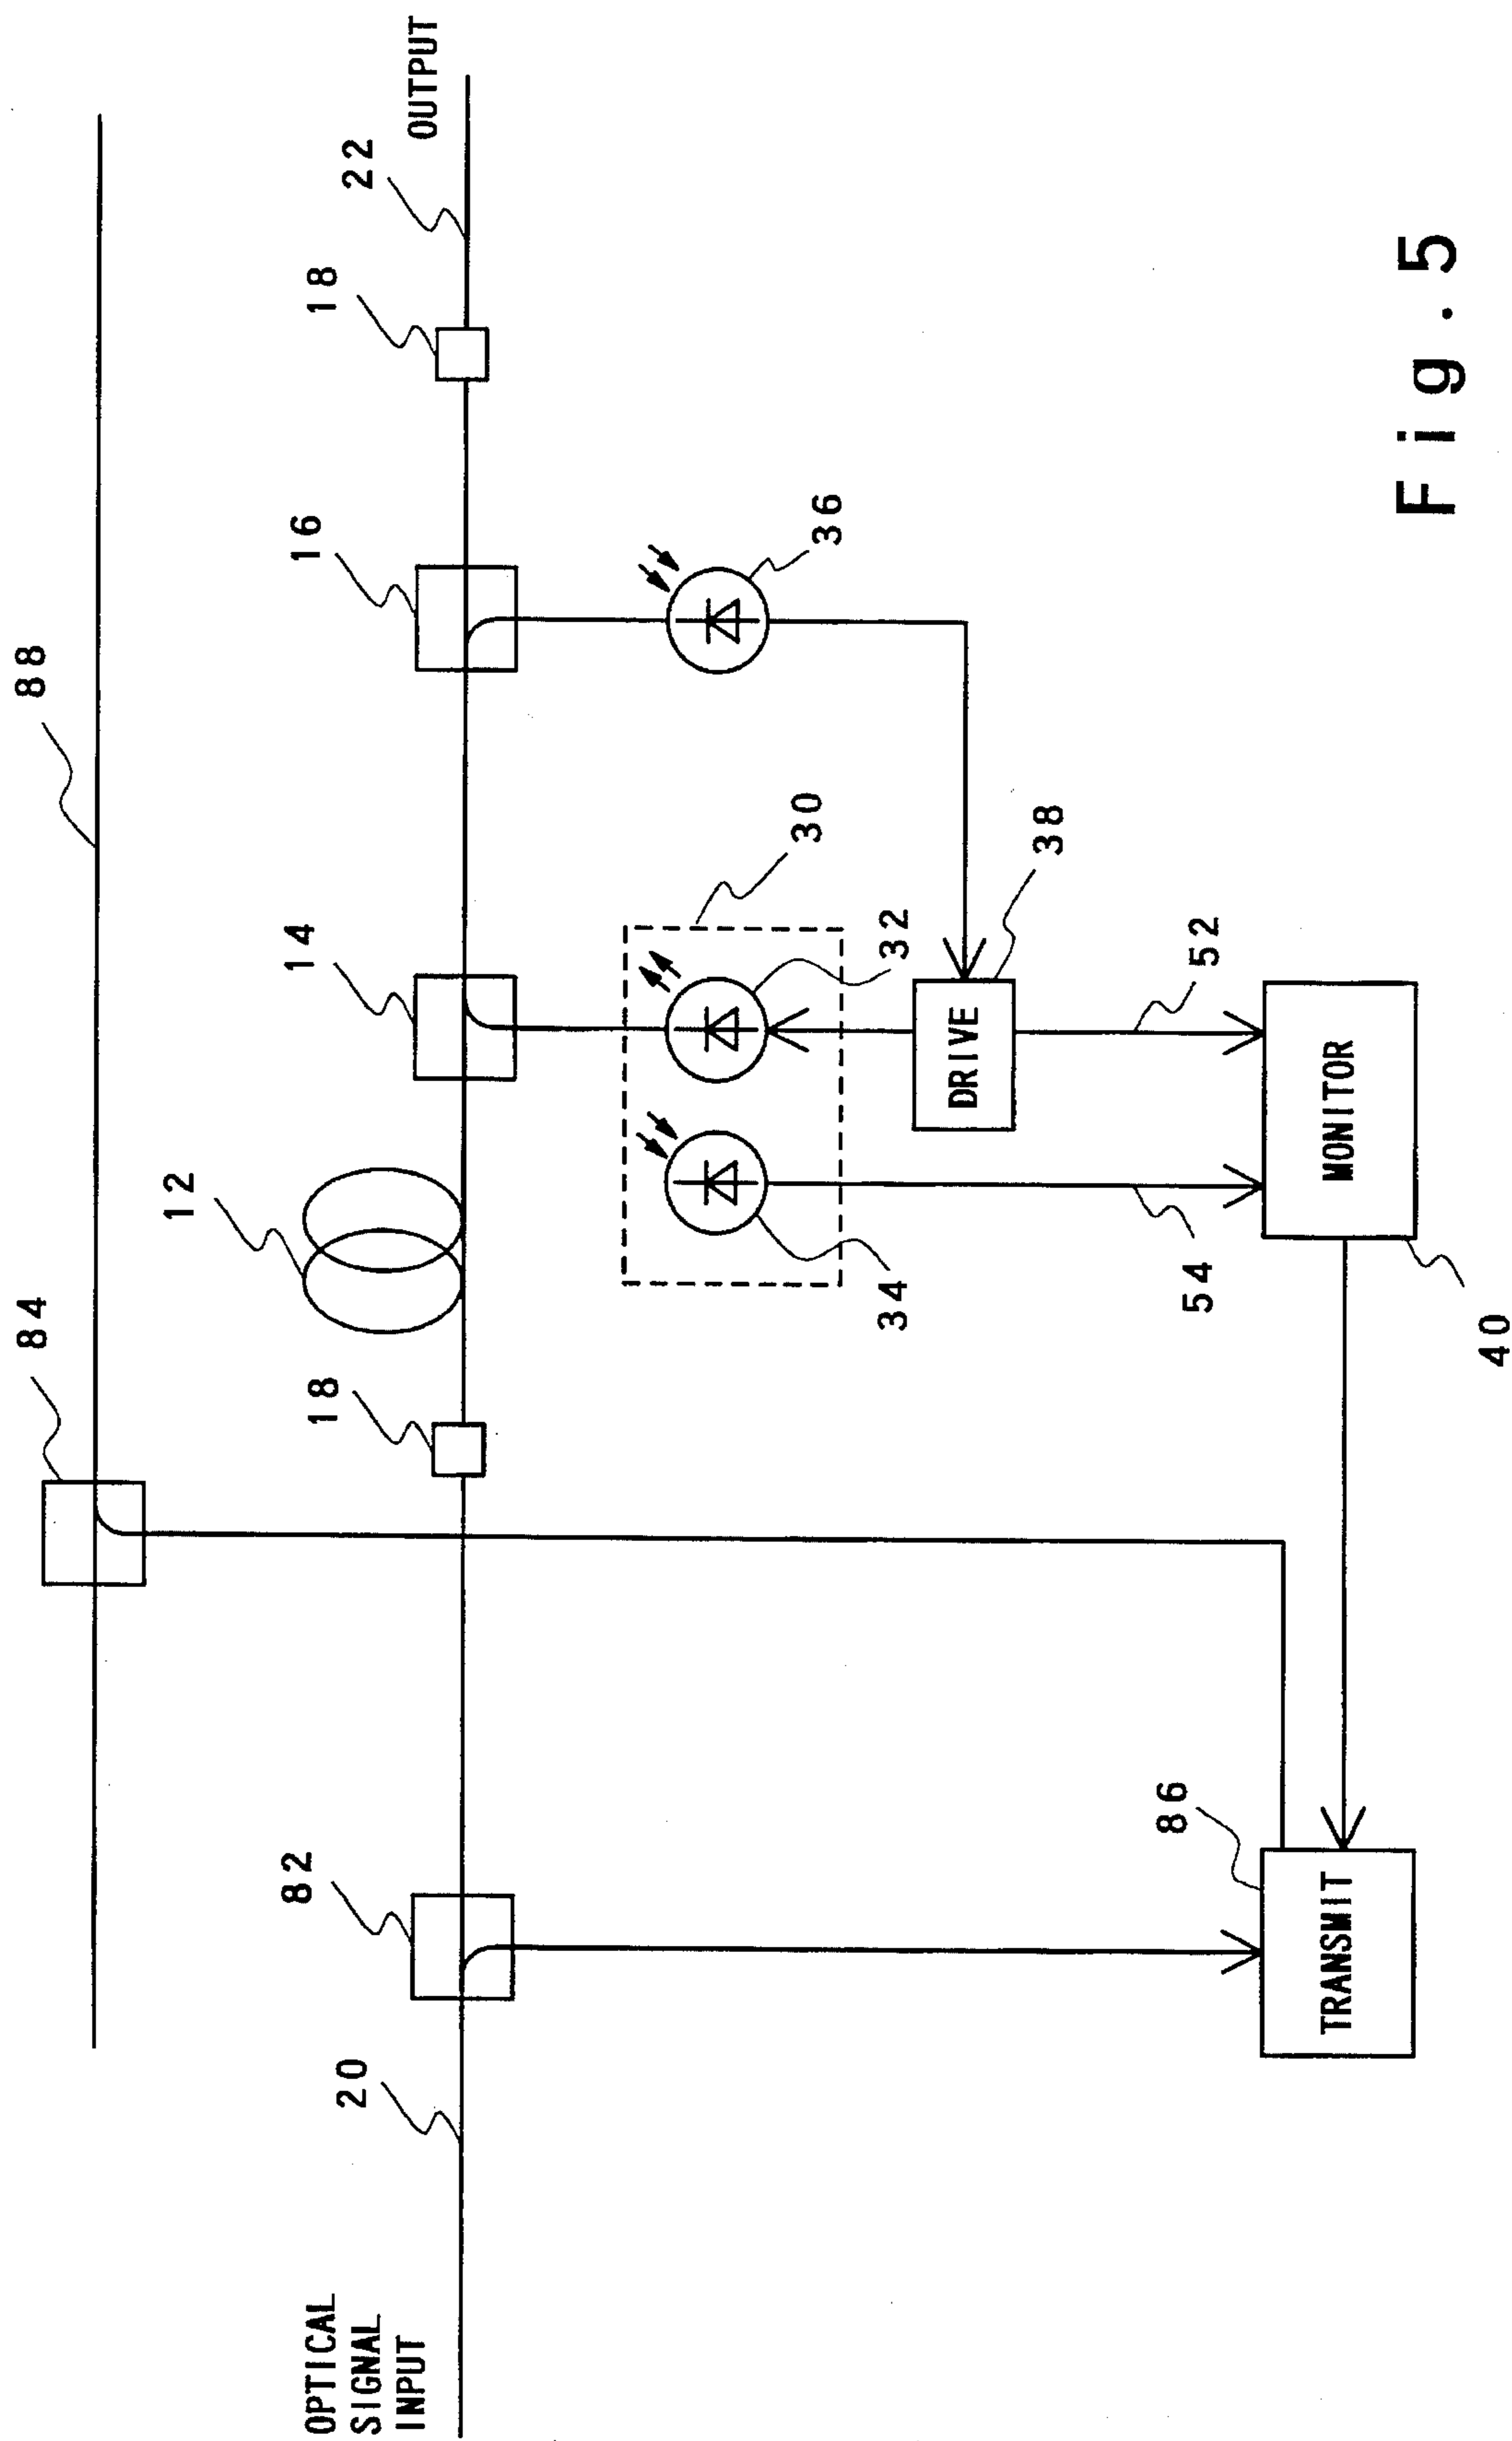 88
84
OPTICAL
SIGNAL
INPUT
20
82
18
12
14
16
18
22
OUTPUT
30
36
34
32
DRIVE
38
54
52
86
TRANSMIT
MONITOR
40
Fig.5